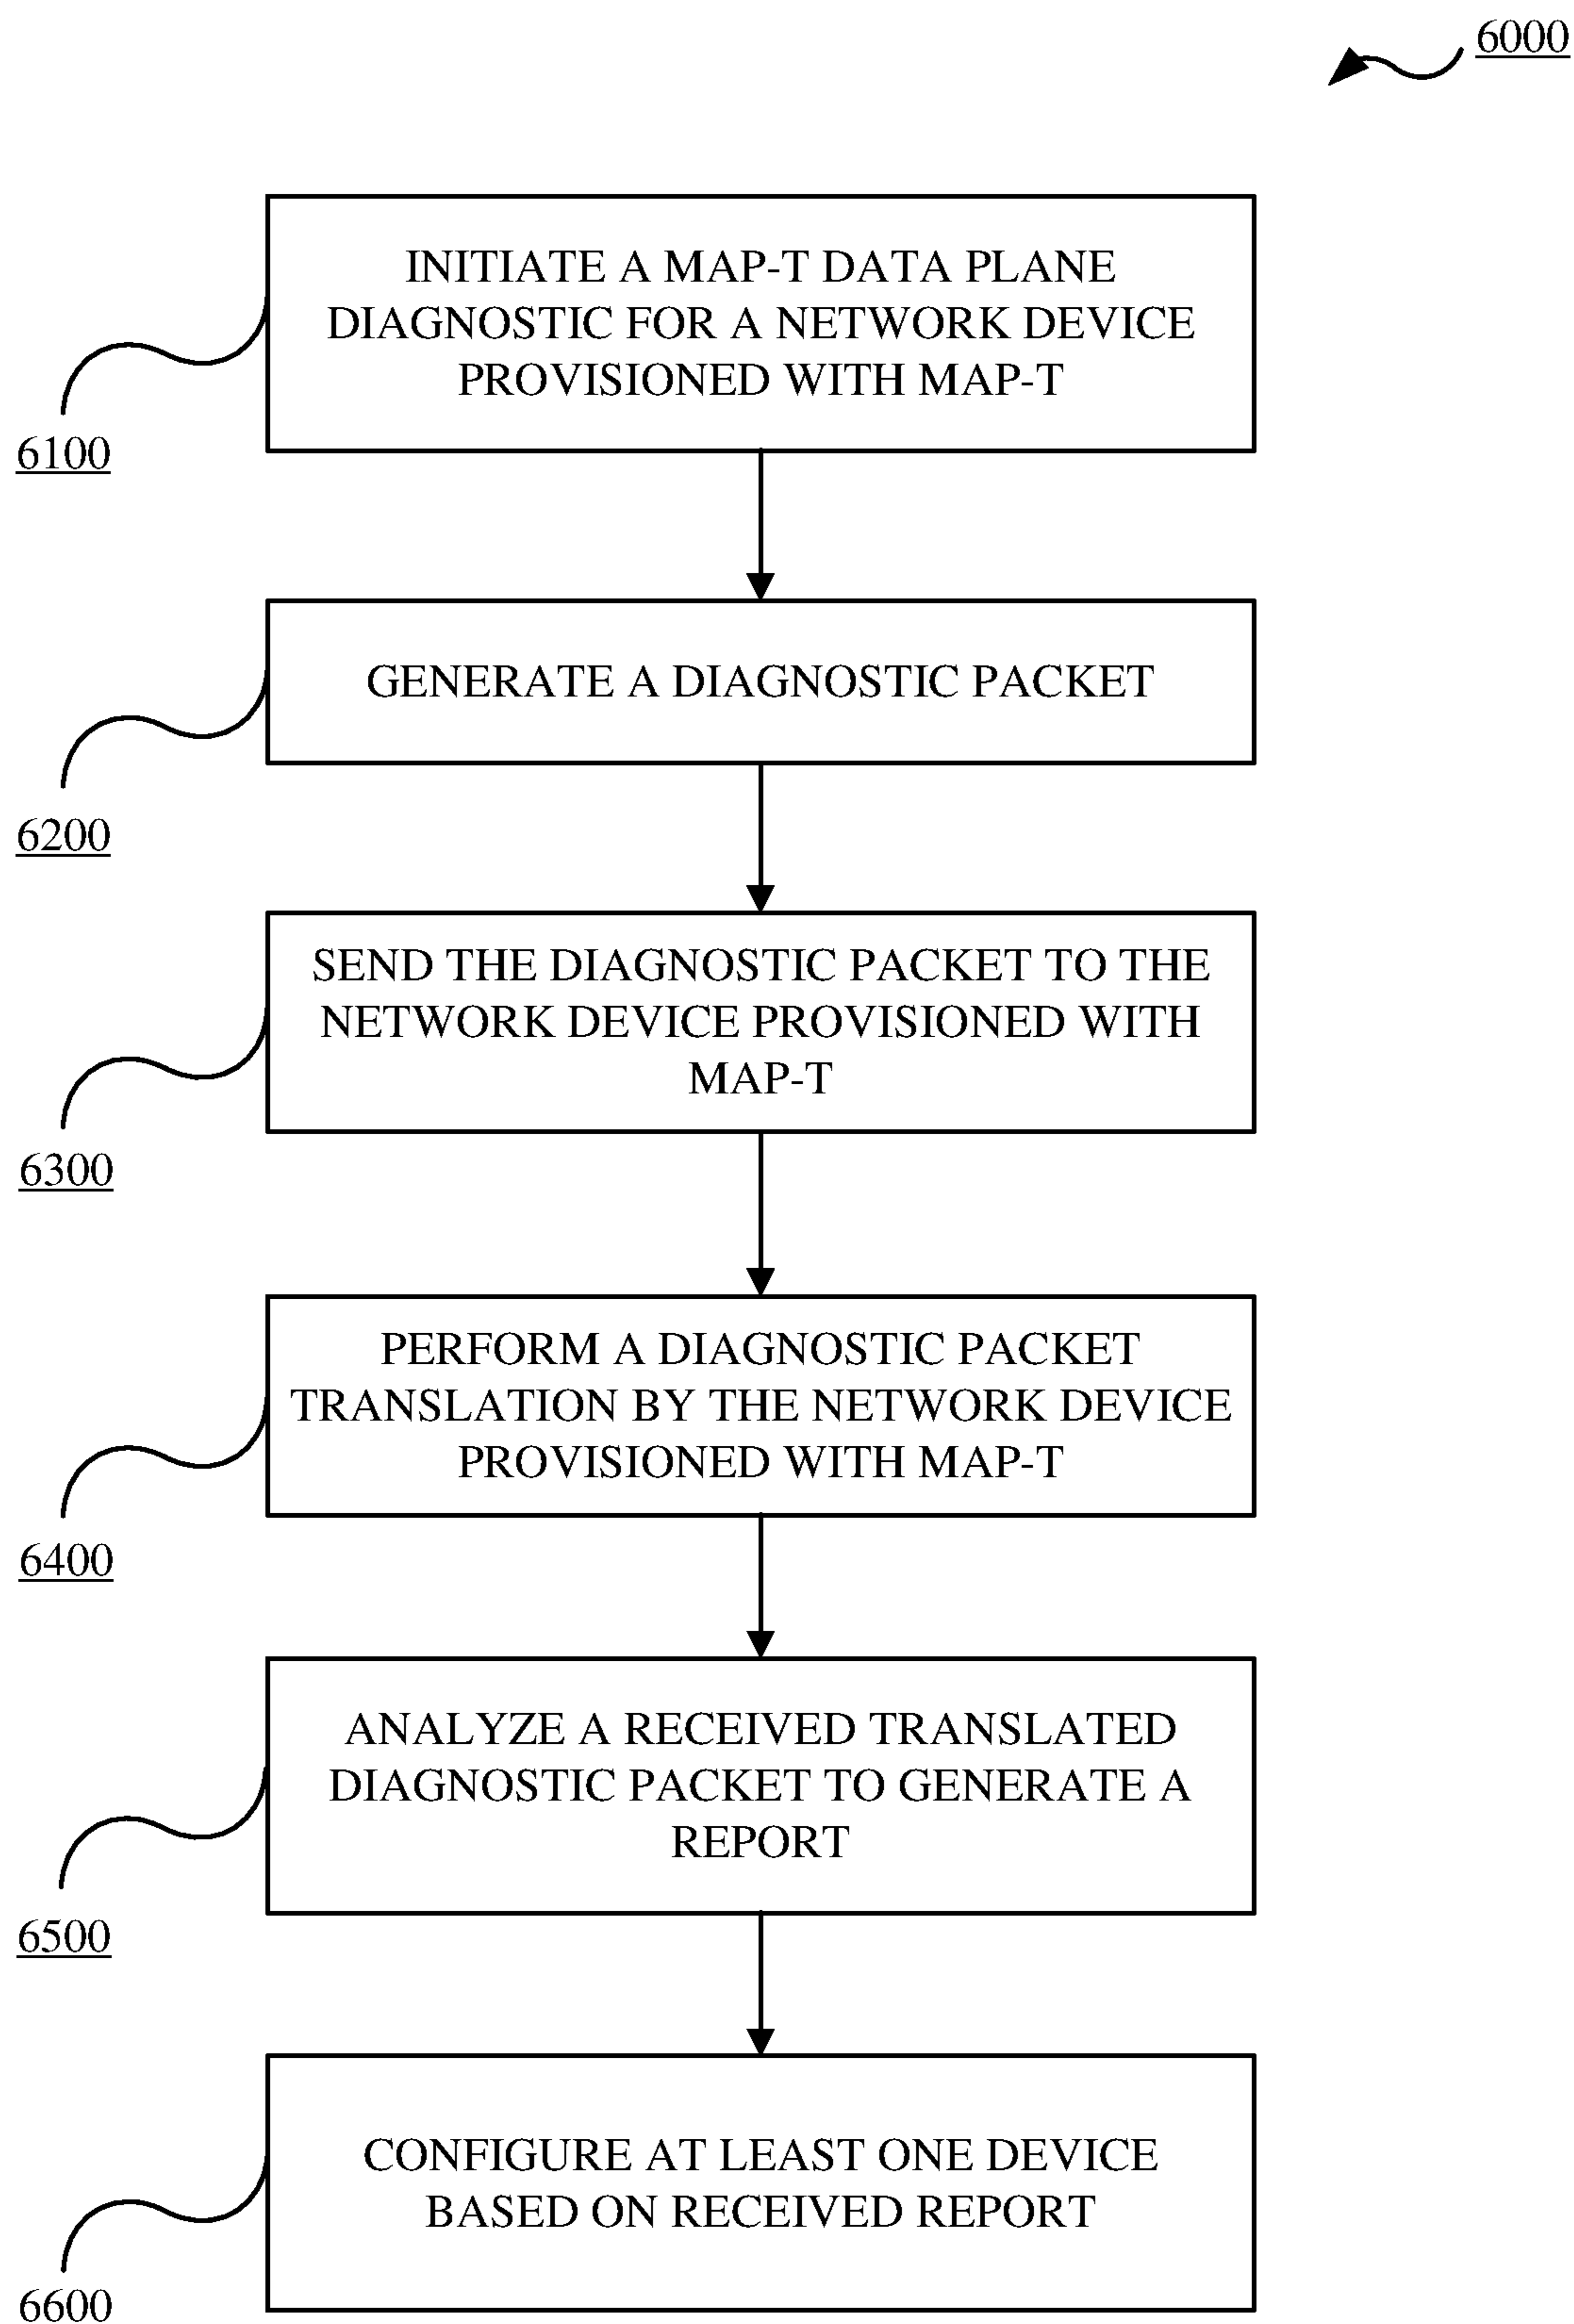 6000
INITIATE A MAP-T DATA PLANE
DIAGNOSTIC FOR A NETWORK DEVICE
PROVISIONED WITH MAP-T
6100
GENERATE A DIAGNOSTIC PACKET
6200
SEND THE DIAGNOSTIC PACKET TO THE
NETWORK DEVICE PROVISIONED WITH
MAP-T
6300
PERFORM A DIAGNOSTIC PACKET
TRANSLATION BY THE NETWORK DEVICE
PROVISIONED WITH MAP-T
6400
ANALYZE A RECEIVED TRANSLATED
DIAGNOSTIC PACKET TO GENERATE A
REPORT
6500
CONFIGURE AT LEAST ONE DEVICE
BASED ON RECEIVED REPORT
6600